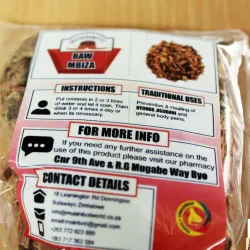 RAW
MBIZA
INSTRUCTIONS
Put contents in 2 or 3 litres
of water and let it soak. Then
drink 3 or 4 times a day or
when its necessary
TRADITIONAL USES
Prevention & Healing of
general body pains.
FOR MORE INFO
If you need any further assistance on the
use of this product please visit our pharmacy
Cnr 9th Ave & R.G Mugabe Way Byo
CONTACT DETAILS
Bulawayo, Zimbabwe